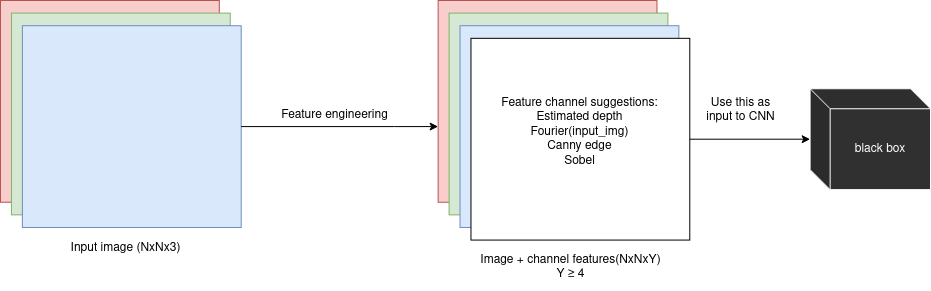 Feature engineering
Input image (NxNx3)
Feature channel suggestions:
Estimated depth
Fourier(input_img)
Canny edge
Sobel
Image + channel features(NxNxY)
Y ≥ 4
Use this as
input to CNN
black box